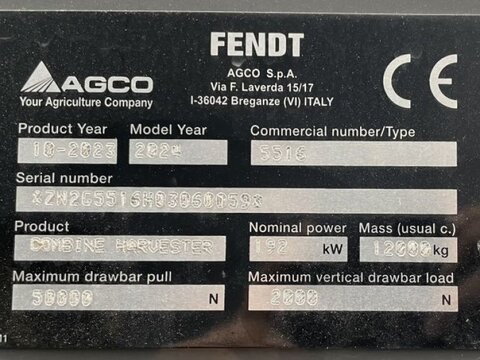 FENDT
AGCO
Your Agriculture Company
AGCO S.p.A.
Via F. Laverda 15/17
I-36042 Breganze (VI) ITALY
CE
Product Year Model Year Commercial number/Type
10-2023 2024 5516
Serial number
Product Nominal power Mass (usual c.)
COMBINE HARVESTER kW 12000 kg
Maximum drawbar pull Maximum vertical drawbar load
50000 N 2000 N